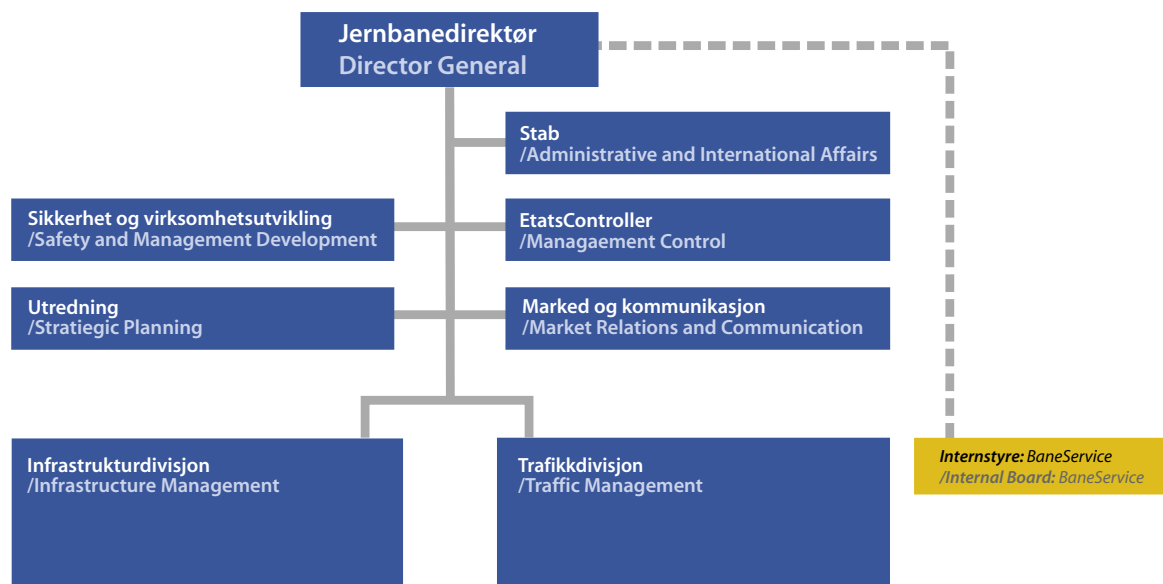 Jernbanedirektør
Director General
Stab
/Administrative and International Affairs
Sikkerhet og virksomhetsutvikling
/Safety and Management Development
EtatsController
/Managaement Control
Utredning
/Stratiegic Planning
Marked og kommunikasjon
/Market Relations and Communication
Infrastrukturdivisjon
/Infrastructure Management
Trafikkdivisjon
/Traffic Management
Internstyre: BaneService
/Internal Board: BaneService